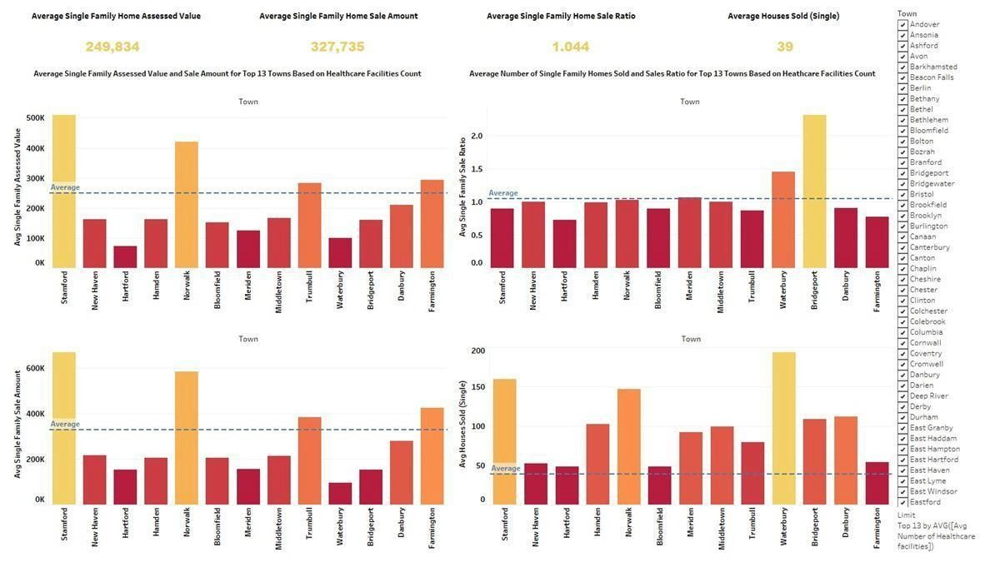 Average Single Family Home Assessed Value
Average Single Family Home Sale Amount
Average Single Family Home Sale Ratio
Average Houses Sold (Single)
249,834
327,735
1.044
39
Average Single Family Assessed Value and Sale Amount for Top 13 Towns Based on Healthcare Facilities Count
Average Number of Single Family Homes Sold and Sales Ratio for Top 13 Towns Based on Heathcare Facilities Count
Town
Avg Single Family Assessed Value
500K
400K
300K
200K
100K
0K
Average
Stamford
New Haven
Hartford
Hamden
Norwalk
Bloomfield
Meriden
Middletown
Trumbull
Waterbury
Bridgeport
Danbury
Farmington
Town
Avg Single Family Sale Ratio
2.0
1.5
1.0
0.5
0.0
Average
Stamford
New Haven
Hartford
Hamden
Norwalk
Bloomfield
Meriden
Middletown
Trumbull
Waterbury
Bridgeport
Danbury
Farmington
Town
Avg Single Family Sale Amount
600K
400K
200K
0K
Average
Stamford
New Haven
Hartford
Hamden
Norwalk
Bloomfield
Meriden
Middletown
Trumbull
Waterbury
Bridgeport
Danbury
Farmington
Town
Avg Houses Sold (Single)
200
150
100
50
0
Average
Stamford
New Haven
Hartford
Hamden
Norwalk
Bloomfield
Meriden
Middletown
Trumbull
Waterbury
Bridgeport
Danbury
Farmington
Town
Andover
Ansonia
Ashford
Avon
Barkhamsted
Beacon Falls
Berlin
Bethany
Bethel
Bethlehem
Bloomfield
Bolton
Bozrah
Branford
Bridgeport
Bridgewater
Bristol
Brookfield
Brooklyn
Burlington
Canaan
Canterbury
Canton
Chaplin
Cheshire
Chester
Clinton
Colchester
Colebrook
Columbia
Cornwall
Coventry
Cromwell
Danbury
Darien
Deep River
Derby
Durham
East Granby
East Haddam
East Hampton
East Hartford
East Haven
East Lyme
East Windsor
Eastford
Limit
Top 13 by AVG([Avg
Number of Healthcare
facilities])